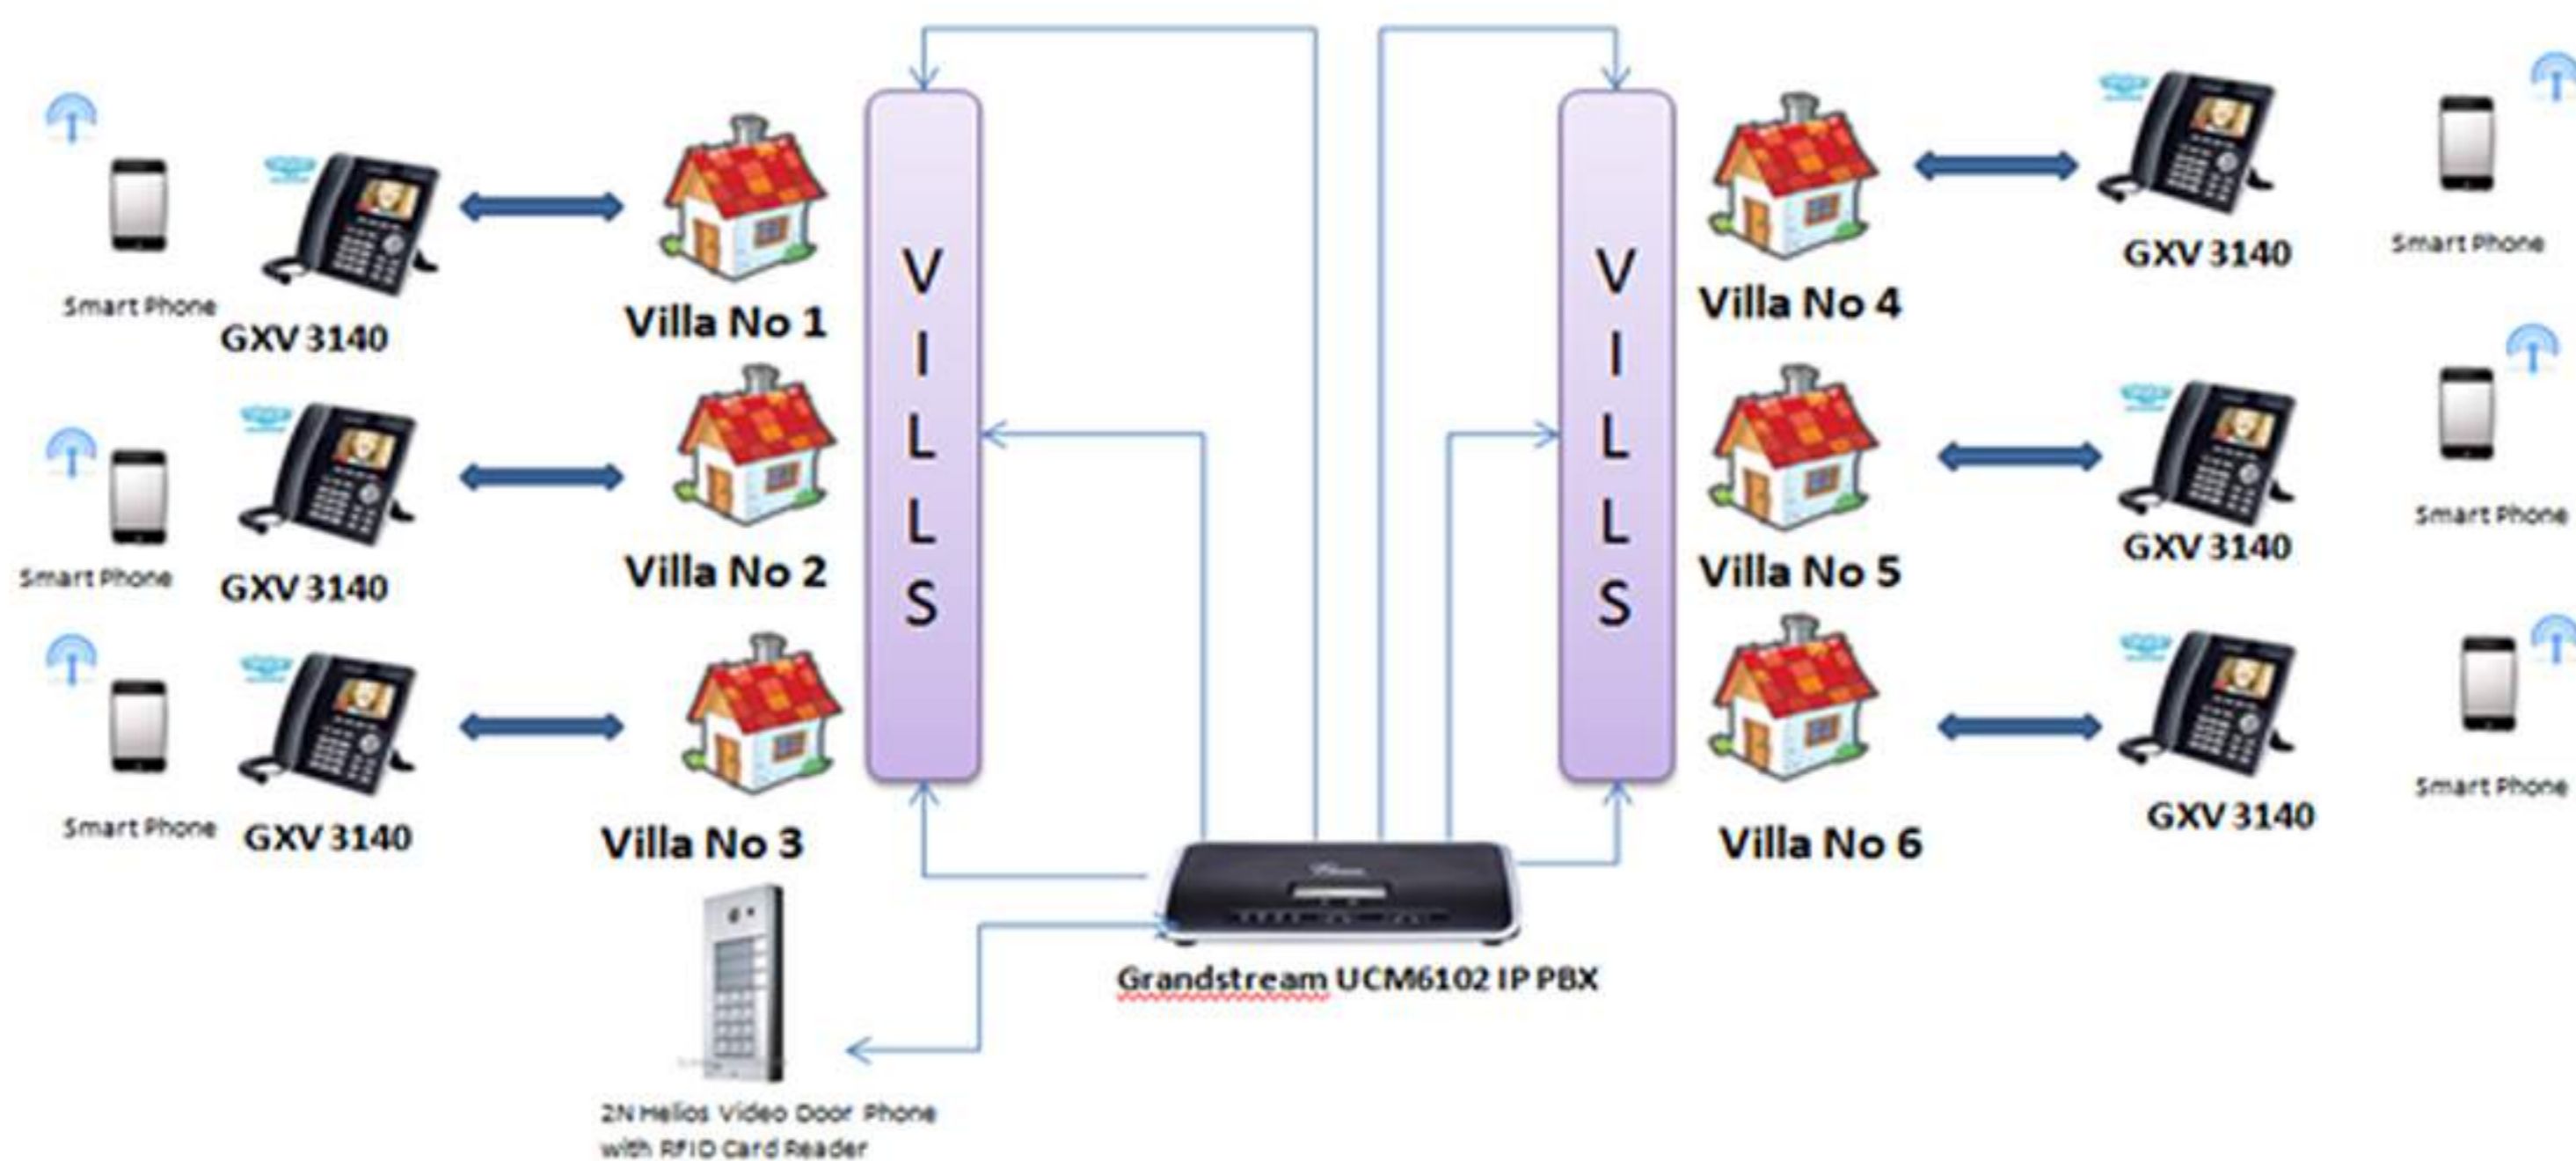 Smart Phone
GXV 3140
Villa No 1
Smart Phone
GXV 3140
Villa No 2
Smart Phone
GXV 3140
Villa No 3
V
I
L
L
S
V
I
L
L
S
Villa No 4
GXV 3140
Smart Phone
Villa No 5
GXV 3140
Smart Phone
Villa No 6
GXV 3140
Smart Phone
Grandstream UCM6102 IP PBX
2N Helios Video Door Phone
with RFID Card Reader